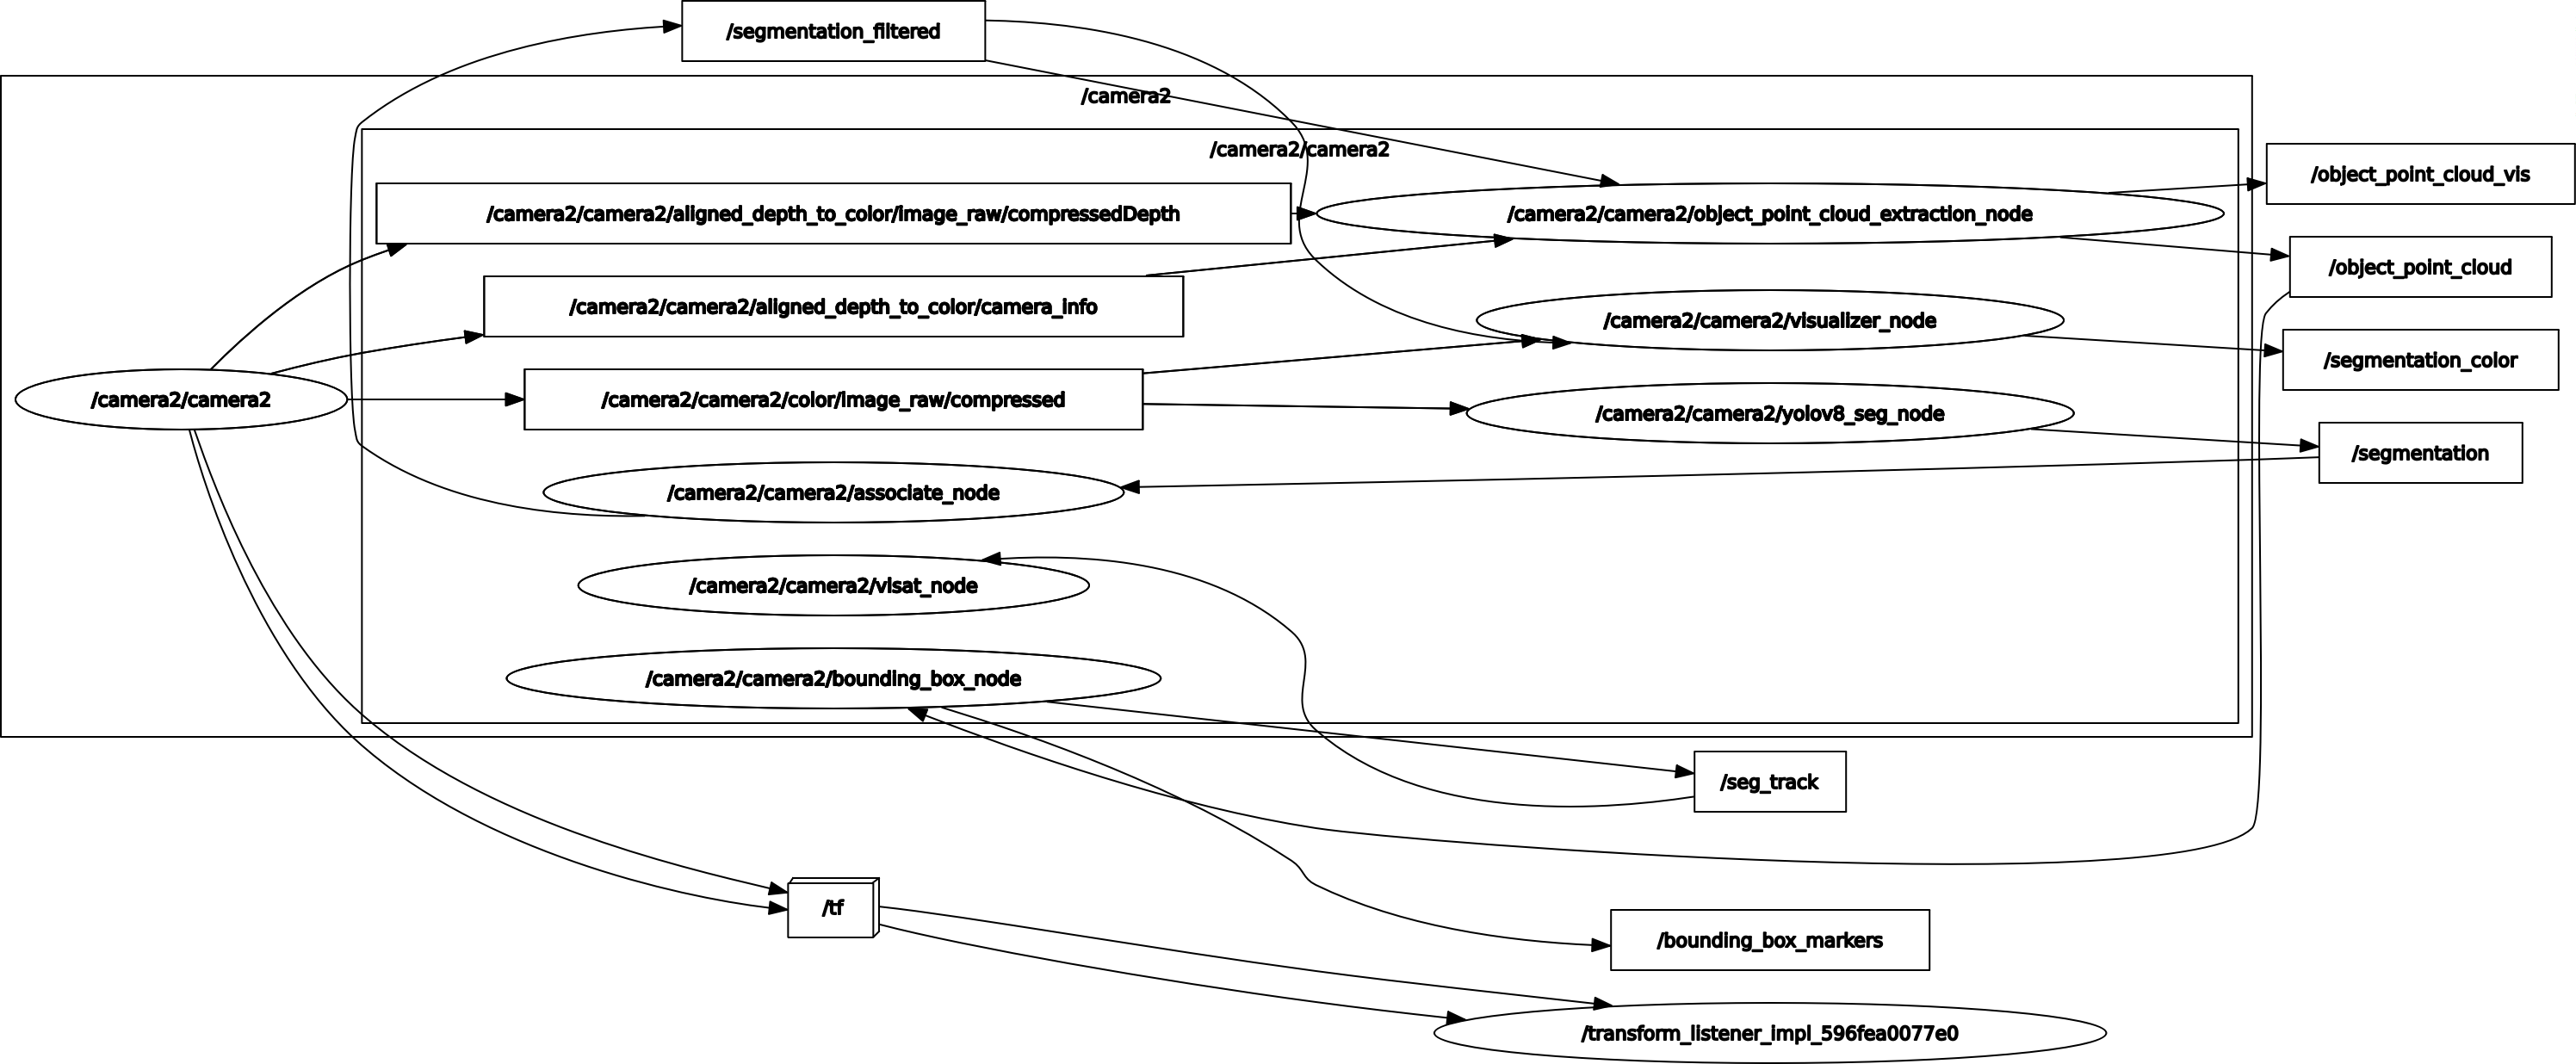 /segmentation_filtered
/camera2
/camera2/camera2
/object_point_cloud_vis
/camera2/camera2/aligned_depth_to_color/image_raw/compressedDepth
/camera2/camera2/object_point_cloud_extraction_node
/object_point_cloud
/camera2/camera2/aligned_depth_to_color/camera_info
/camera2/camera2/visualizer_node
/segmentation_color
/camera2/camera2
/camera2/camera2/color/image_raw/compressed
/camera2/camera2/yolov8_seg_node
/segmentation
/camera2/camera2/associate_node
/camera2/camera2/visat_node
/camera2/camera2/bounding_box_node
/seg_track
/tf
/bounding_box_markers
/transform_listener_impl_596fea0077e0